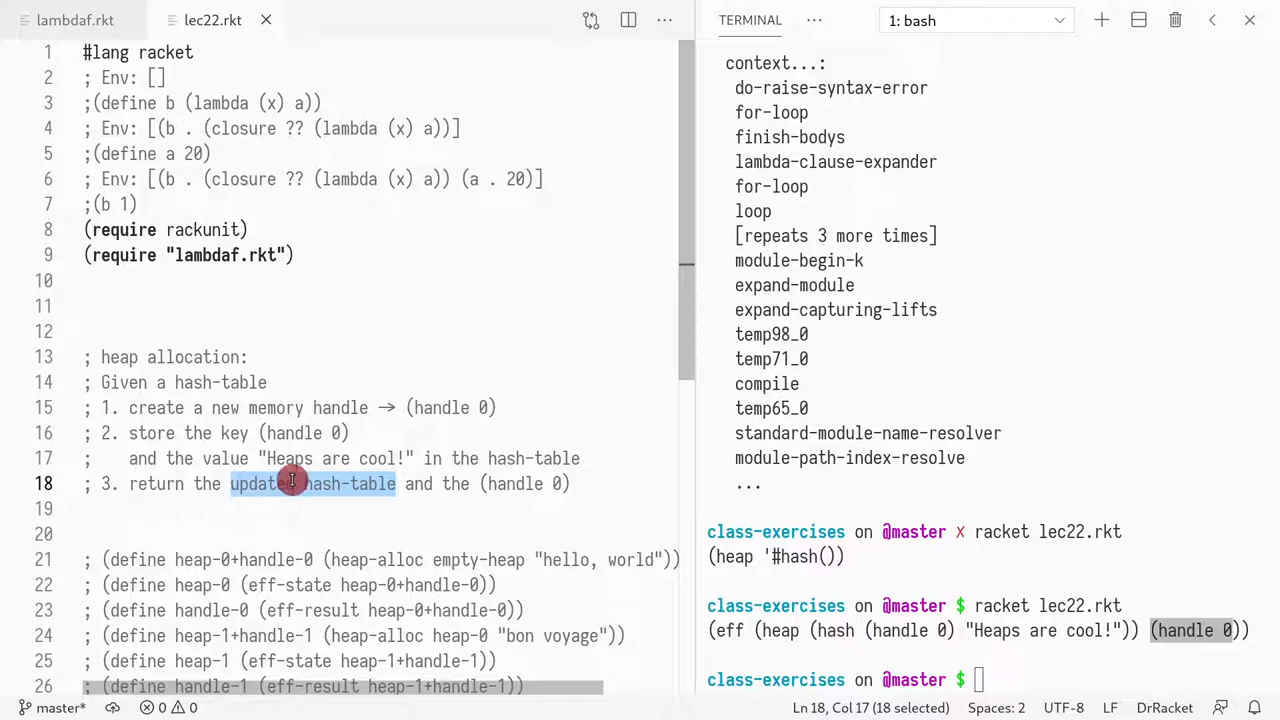 lambdaf.rkt
lec22.rkt
1 #lang racket
2 ; Env: []
3 ;(define b (lambda (x) a))
4 ; Env: [(b . (closure ?? (lambda (x) a))]
5 ;(define a 20)
6 ; Env: [(b . (closure ?? (lambda (x) a)) (a . 20)]
7 ;(b 1)
8 (require rackunit)
9 (require "lambdaf.rkt")
10
11
12
13 ; heap allocation:
14 ; Given a hash-table
15 ; 1. create a new memory handle → (handle 0)
16 ; 2. store the key (handle 0)
17 ;    and the value "Heaps are cool!" in the hash-table
18 ; 3. return the updated hash-table and the (handle 0)
19
20
21 ; (define heap-0+handle-0 (heap-alloc empty-heap "hello, world"))
22 ; (define heap-0 (eff-state heap-0+handle-0))
23 ; (define handle-0 (eff-result heap-0+handle-0))
24 ; (define heap-1+handle-1 (heap-alloc heap-0 "bon voyage"))
25 ; (define heap-1 (eff-state heap-1+handle-1))
26 ; (define handle-1 (eff-result heap-1+handle-1))
TERMINAL ··· 1: bash
context...:
do-raise-syntax-error
for-loop
finish-bodys
lambda-clause-expander
for-loop
loop
[repeats 3 more times]
module-begin-k
expand-module
expand-capturing-lifts
temp98_0
temp71_0
compile
temp65_0
standard-module-name-resolver
module-path-index-resolve
...
class-exercises on @master ✗ racket lec22.rkt
(heap '#hash())
class-exercises on @master $ racket lec22.rkt
(eff (heap (hash (handle 0) "Heaps are cool!")) (handle 0))
class-exercises on @master $
master* 0 0 Ln 18, Col 17 (18 selected) Spaces: 2 UTF-8 LF DrRacket